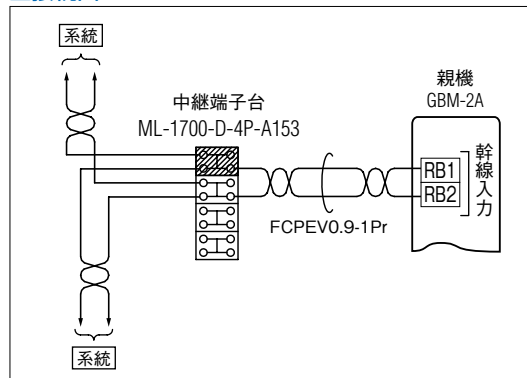 系統
中継端子台
ML-1700-D-4P-A153
親機
GBM-2A
RB1
RB2
幹線入力
FCPEV0.9-1Pr
系統